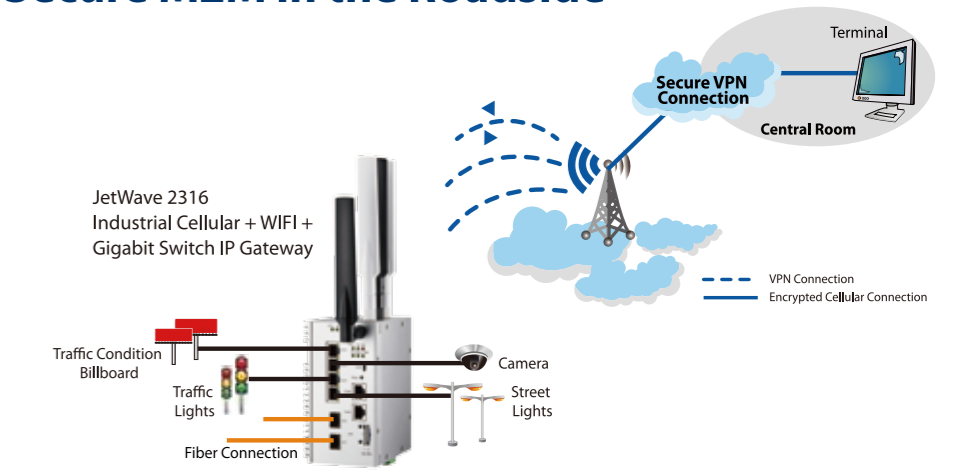 Secure M2M in the Roadside
Terminal
Secure VPN
Connection
Central Room
JetWave 2316
Industrial Cellular + WIFI +
Gigabit Switch IP Gateway
VPN Connection
Encrypted Cellular Connection
Traffic Condition
Billboard
Camera
Traffic
Lights
Street
Lights
Fiber Connection